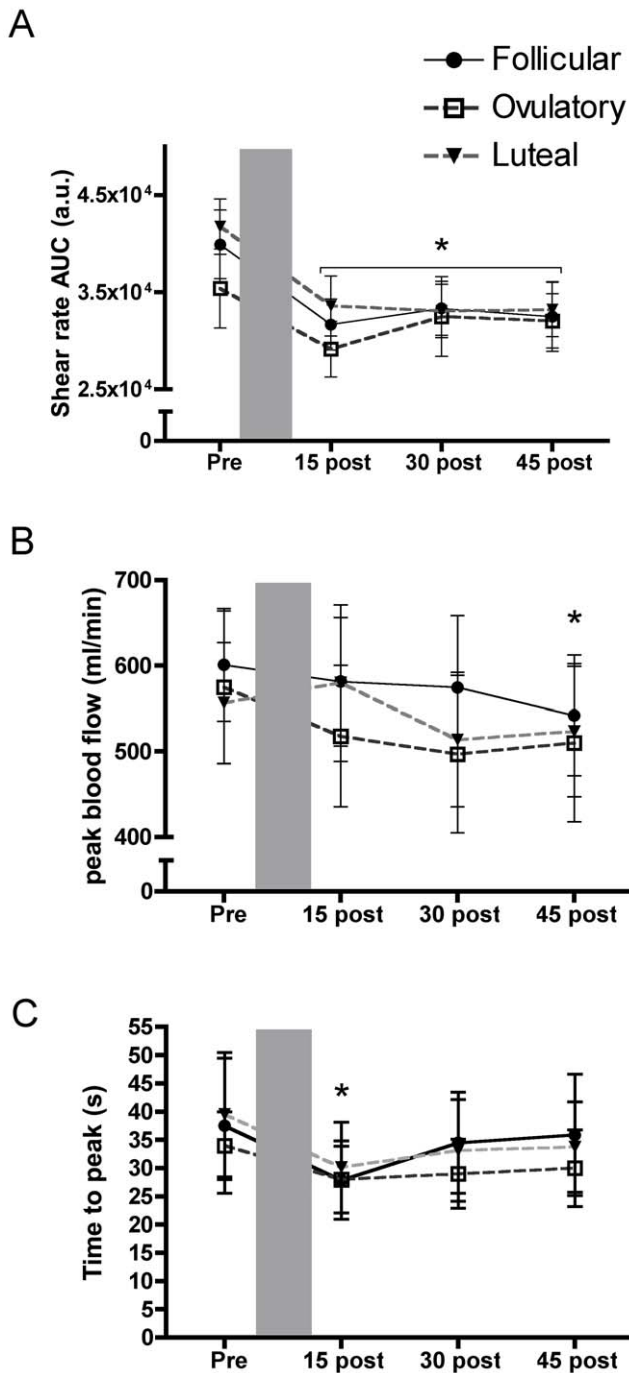 A
Follicular
Ovulatory
Luteal
Shear rate AUC (a.u.)
4.5x10⁴
3.5x10⁴
2.5x10⁴
0
*
Pre 15 post 30 post 45 post
B
peak blood flow (ml/min)
700
600
500
400
0
*
Pre 15 post 30 post 45 post
C
Time to peak (s)
55
50
45
40
35
30
25
20
15
10
5
0
*
Pre 15 post 30 post 45 post